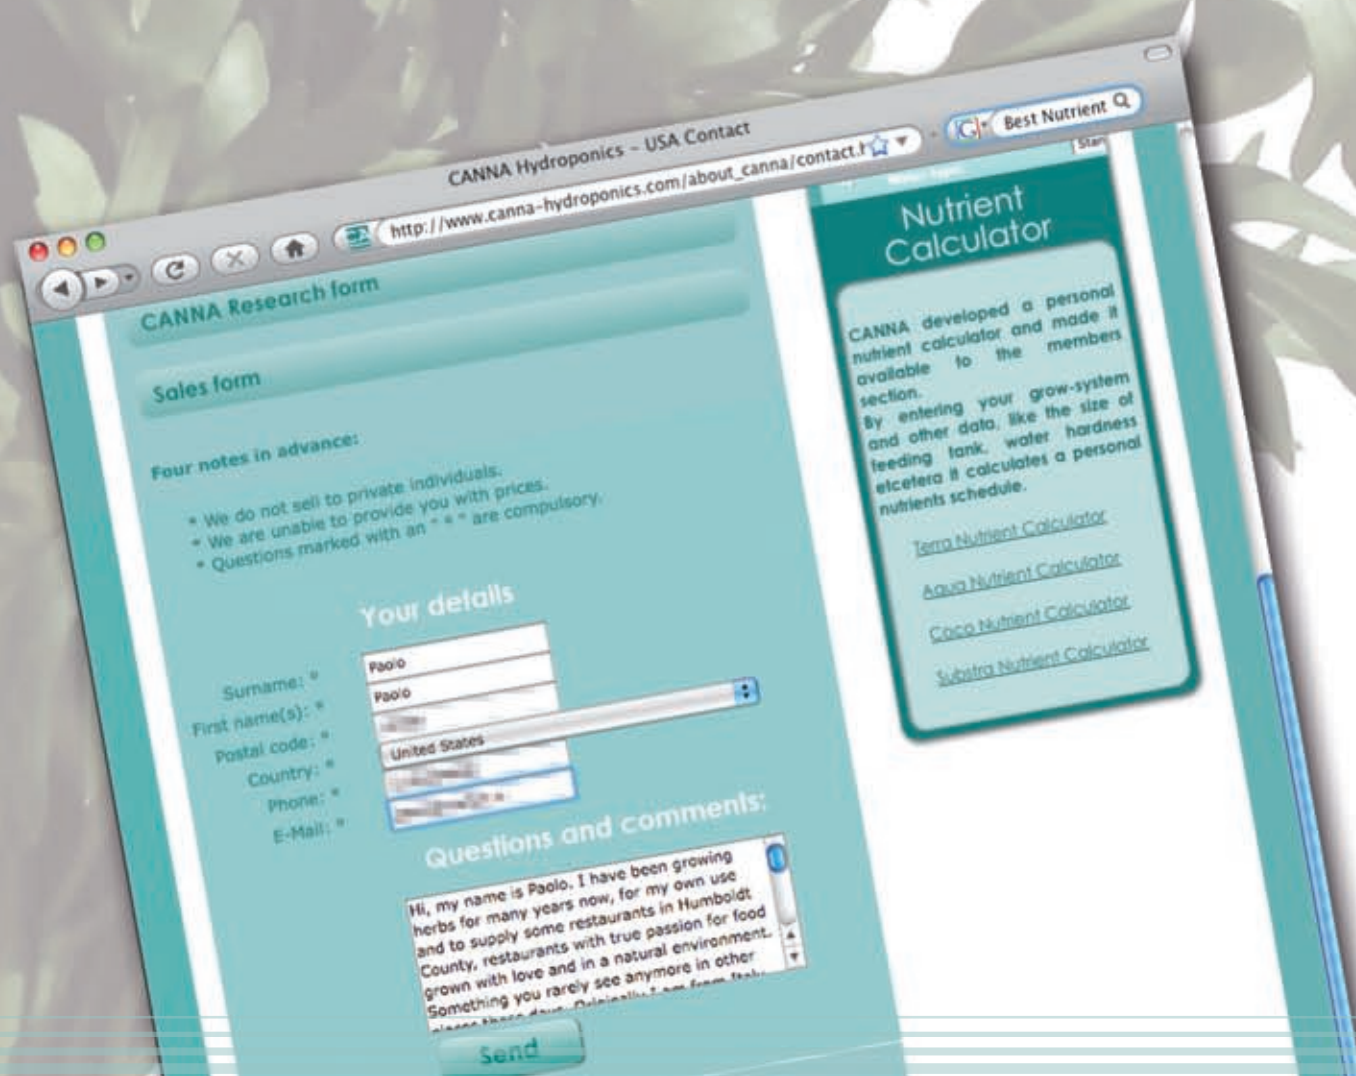 CANNA Hydroponics – USA Contact
http://www.canna-hydroponics.com/about_canna/contact.h
Best Nutrient
CANNA Research form
Sales form
Four notes in advance:
* We do not sell to private individuals.
* We are unable to provide you with prices.
* Questions marked with an " * " are compulsory.
Your details
Surname: * Paolo
First name(s): * Paolo
Postal code: *
Country: * United States
Phone: *
E-Mail: *
Questions and comments:
Hi, my name is Paolo, I have been growing
herbs for many years now, for my own use
and to supply some restaurants in Humboldt
County, restaurants with true passion for food
grown with love and in a natural environment.
Something you rarely see anymore in other
places these days. Originally I am from Italy
Send
Nutrient
Calculator
CANNA developed a personal
nutrient calculator and made it
available to the members
section.
By entering your grow-system
and other data, like the size of
feeding tank, water hardness
etcetera it calculates a personal
nutrients schedule.
Terra Nutrient Calculator
Aqua Nutrient Calculator
Coco Nutrient Calculator
Substra Nutrient Calculator